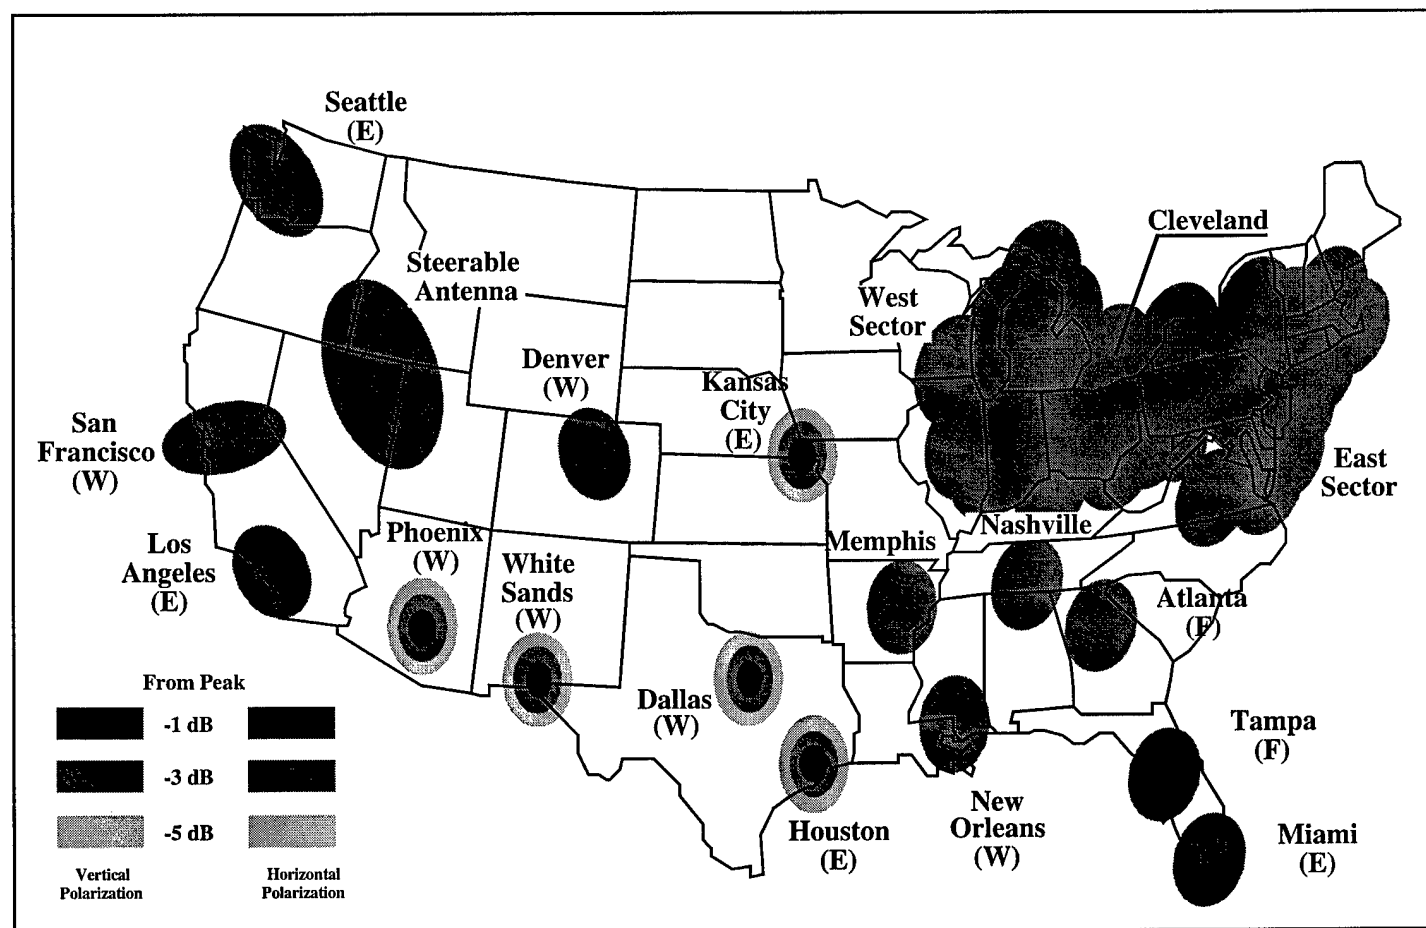 Seattle
(E)
Cleveland
Steerable
Antenna
West
Sector
Denver
(W)
Kansas
City
(E)
San
Francisco
(W)
East
Sector
Phoenix
(W)
Nashville
Memphis
Los
Angeles
(E)
White
Sands
(W)
Atlanta
(F)
From Peak
-1 dB
-3 dB
-5 dB
Vertical
Polarization
Horizontal
Polarization
Dallas
(W)
Tampa
(F)
New
Orleans
(W)
Houston
(E)
Miami
(E)